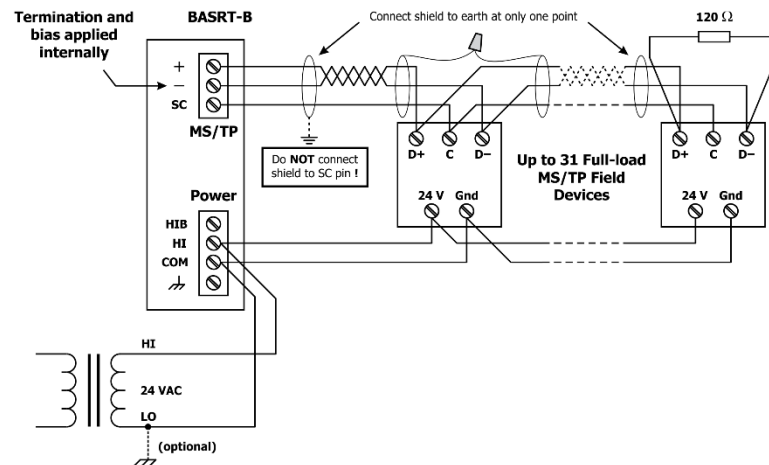 Termination and
bias applied
internally
BASRT-B
Connect shield to earth at only one point
120 Ω
+
−
SC
MS/TP
Do NOT connect
shield to SC pin !
D+ C D−
Up to 31 Full-load
MS/TP Field
Devices
D+ C D−
24 V Gnd
24 V Gnd
Power
HIB
HI
COM
HI
24 VAC
LO
(optional)